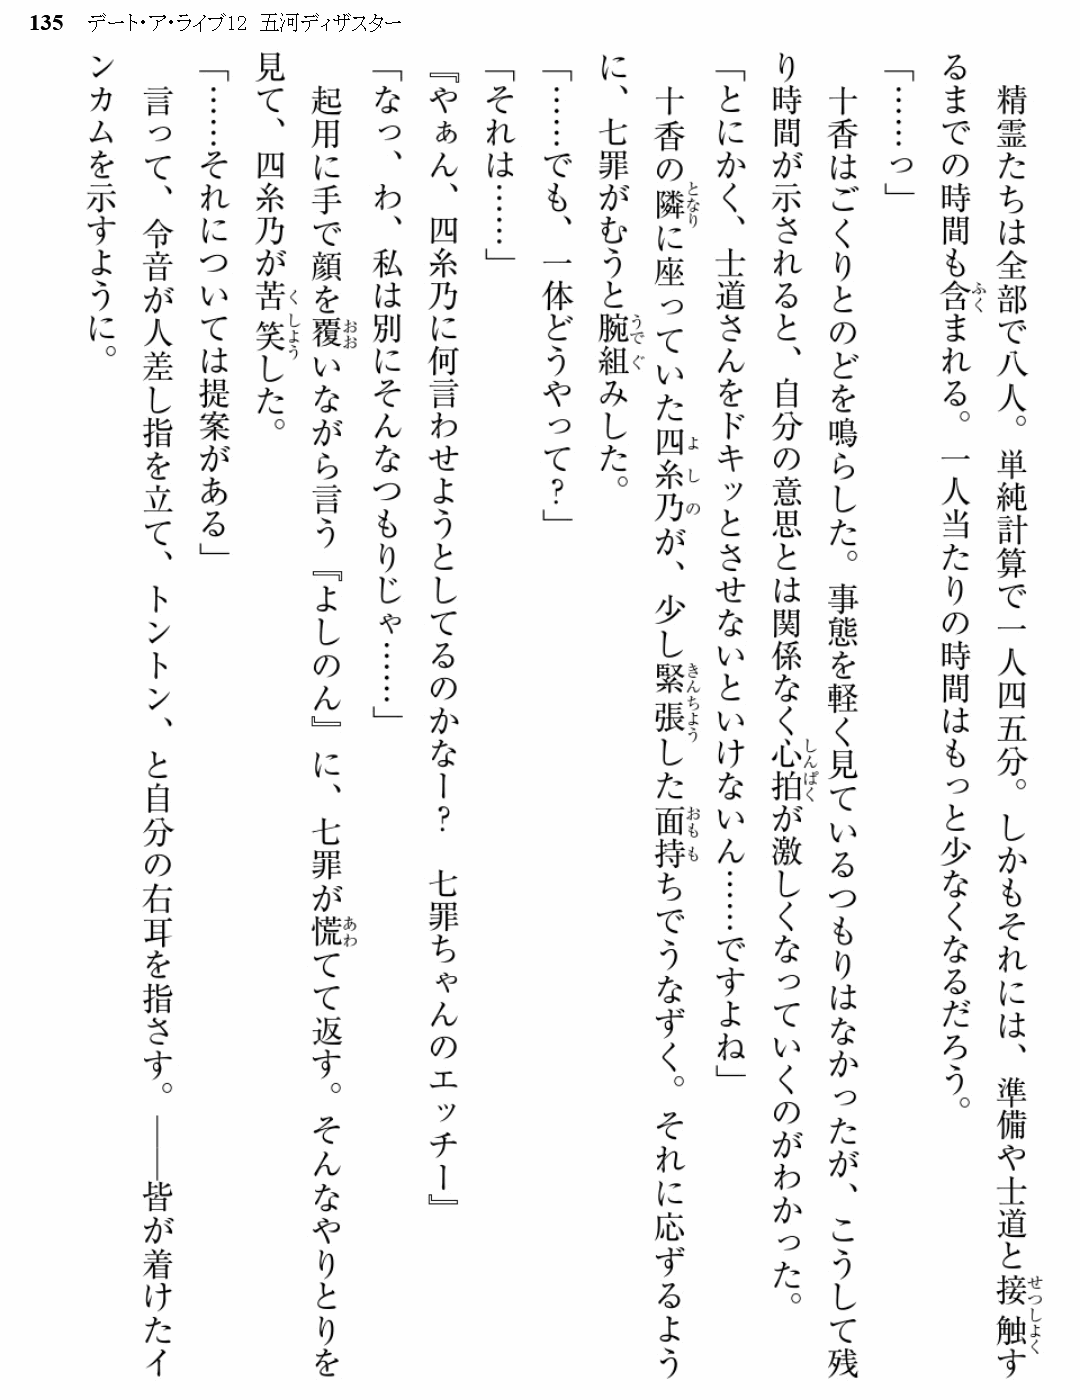 135 デート・ア・ライブ12 五河ディザスター
精霊たちは全部で八人。単純計算で一人四五分。しかもそれには、準備や士道と接触す
るまでの時間も含まれる。一人当たりの時間はもっと少なくなるだろう。
「……っ」
十香はごくりとのどを鳴らした。事態を軽く見ているつもりはなかったが、こうして残
り時間が示されると、自分の意思とは関係なく心拍が激しくなっていくのがわかった。
「とにかく、士道さんをドキッとさせないといけないん……ですよね」
十香の隣に座っていた四糸乃が、少し緊張した面持ちでうなずく。それに応ずるよう
に、七罪がむうと腕組みした。
「……でも、一体どうやって?」
「それは……」
『やぁん、四糸乃に何言わせようとしてるのかなー? 七罪ちゃんのエッチー』
「なっ、わ、私は別にそんなつもりじゃ……」
起用に手で顔を覆いながら言う『よしのん』に、七罪が慌てて返す。そんなやりとりを
見て、四糸乃が苦笑した。
「……それについては提案がある」
言って、令音が人差し指を立て、トントン、と自分の右耳を指さす。――皆が着けたイ
ンカムを示すように。